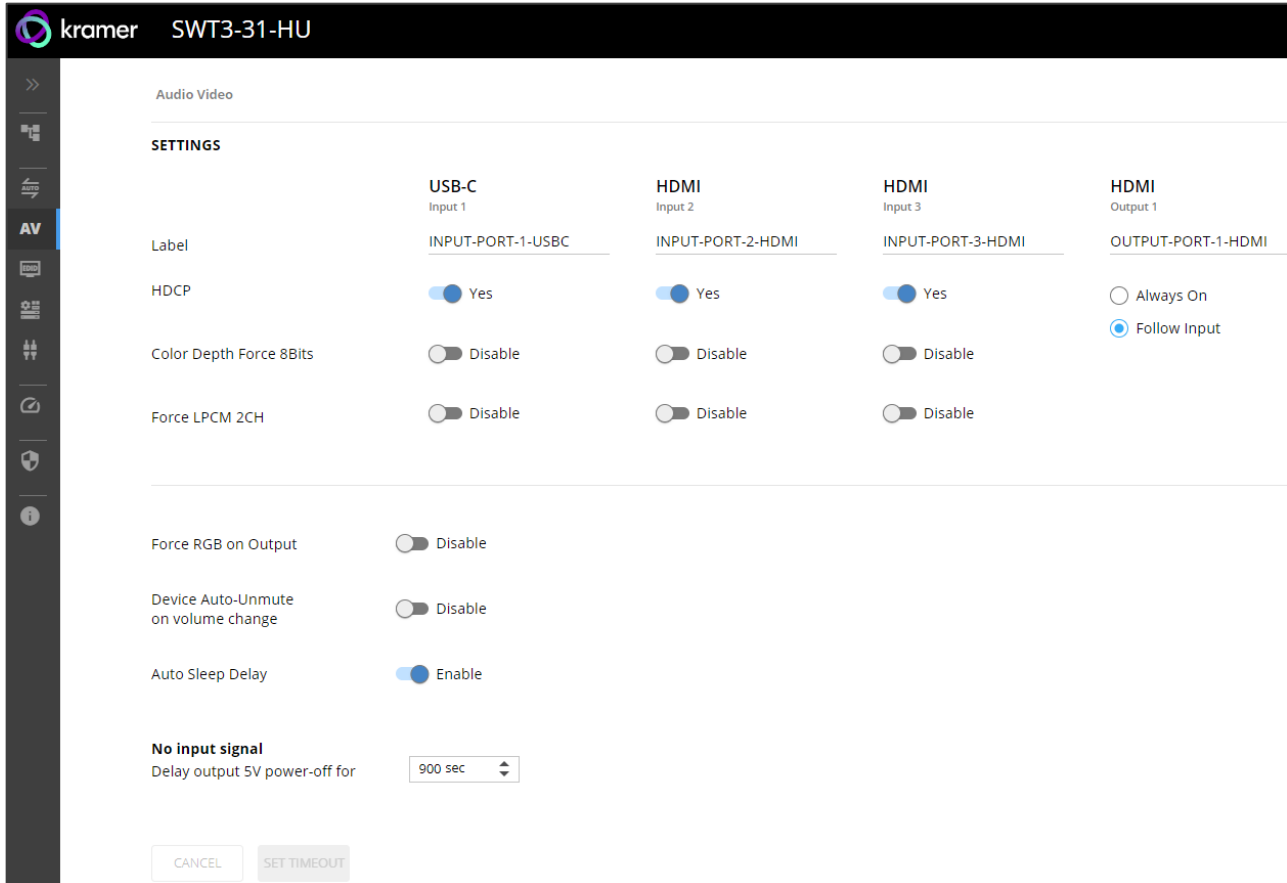 kramer SWT3-31-HU
Audio Video
AUTO
AV
EDID
SETTINGS
USB-C HDMI HDMI HDMI
Input 1 Input 2 Input 3 Output 1
Label INPUT-PORT-1-USBC INPUT-PORT-2-HDMI INPUT-PORT-3-HDMI OUTPUT-PORT-1-HDMI
HDCP Yes Yes Yes Always On
Follow Input
Color Depth Force 8Bits Disable Disable Disable
Force LPCM 2CH Disable Disable Disable
Force RGB on Output Disable
Device Auto-Unmute
on volume change Disable
Auto Sleep Delay Enable
No input signal
Delay output 5V power-off for 900 sec
CANCEL SET TIMEOUT